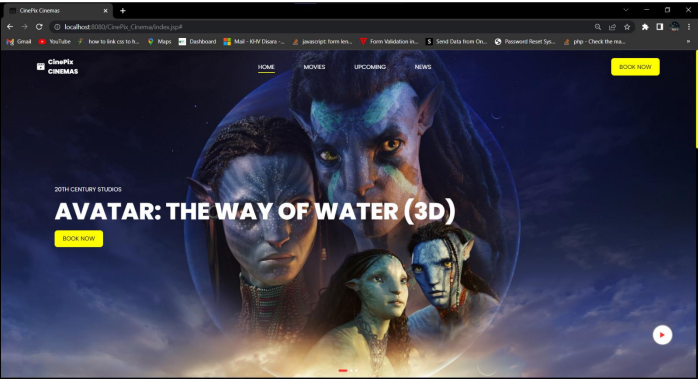 CinePix Cinemas
localhost:8080/CinePix_Cinema/index.jsp#
Gmail YouTube how to link css to h... Maps Dashboard Mail - KHV Disara -... javascript: form len... Form Validation in... Send Data from On... Password Reset Sys... php - Check the ma... »
CinePix
CINEMAS
HOME MOVIES UPCOMING NEWS BOOK NOW
20TH CENTURY STUDIOS
AVATAR: THE WAY OF WATER (3D)
BOOK NOW